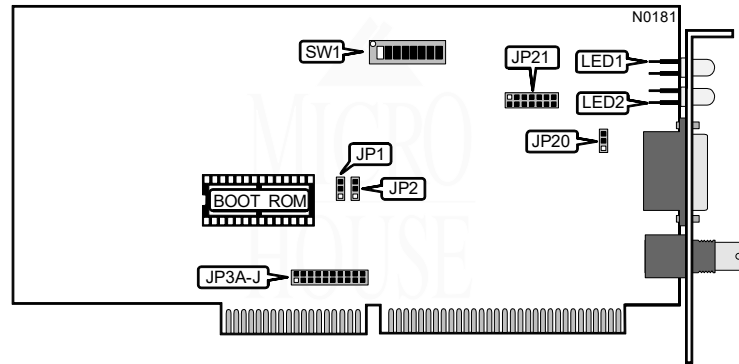 N0181
SW1
JP21
LED1
LED2
JP20
JP1
JP2
BOOT ROM
JP3A-J
MICRO
HOUSE